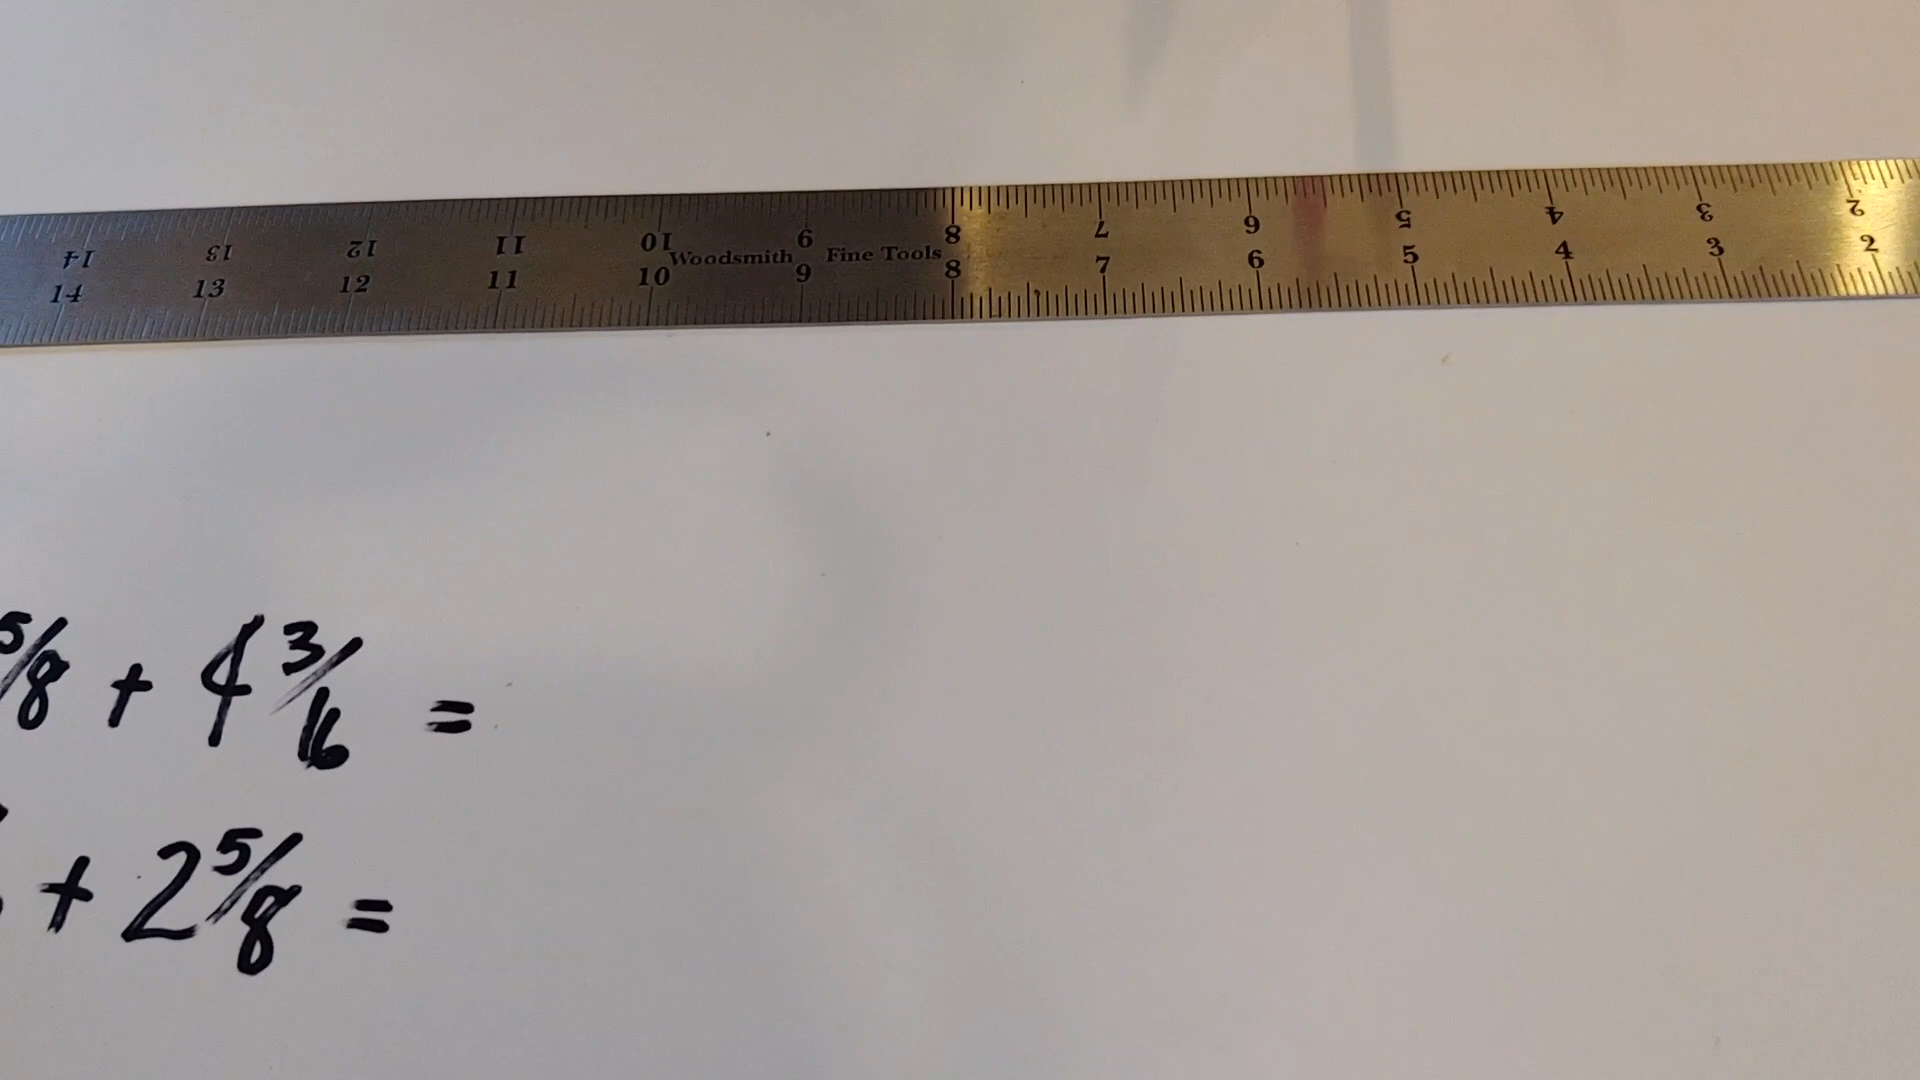 14 13 12 11 10 9 8 7 6 5 4 3 2
Woodsmith Fine Tools
14 13 12 11 10 9 8 7 6 5 4 3 2
5/8 + 4 3/16 =
+ 2 5/8 =